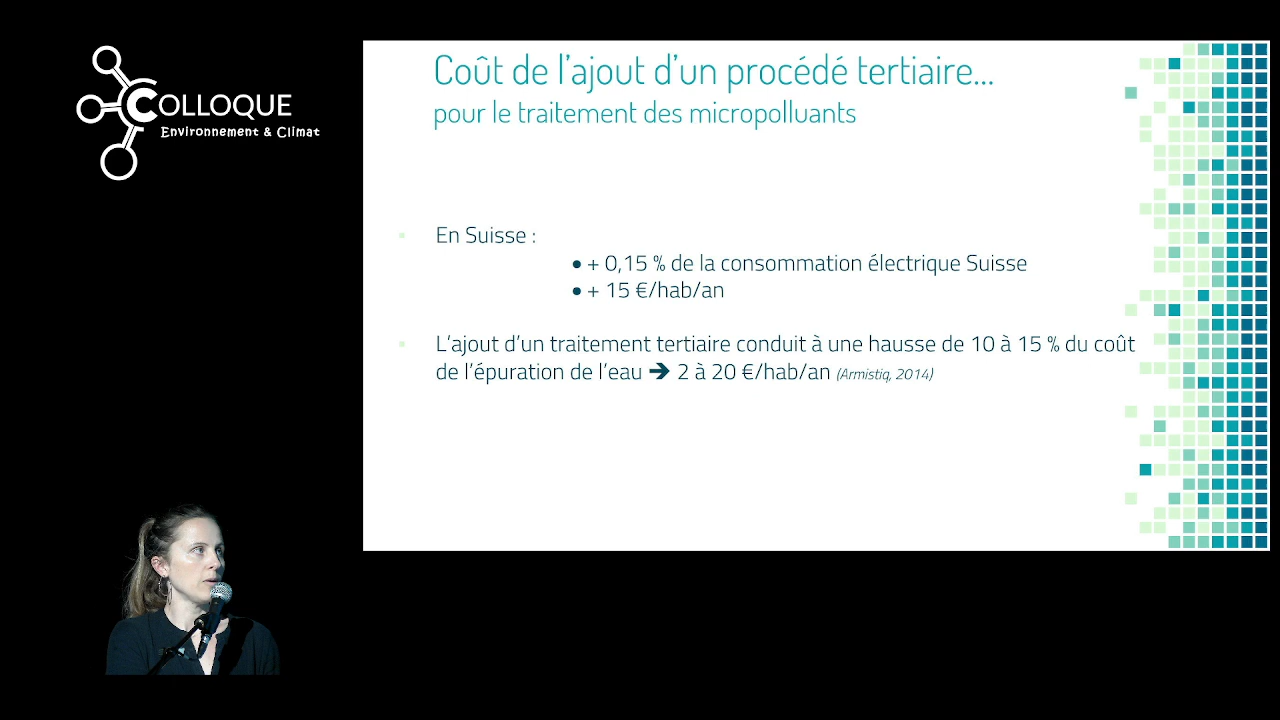 COLLOQUE
Environnement & Climat
Coût de l'ajout d'un procédé tertiaire...
pour le traitement des micropolluants
En Suisse :
• + 0,15 % de la consommation électrique Suisse
• + 15 €/hab/an
L'ajout d'un traitement tertiaire conduit à une hausse de 10 à 15 % du coût
de l'épuration de l'eau ➔ 2 à 20 €/hab/an (Armistiq, 2014)